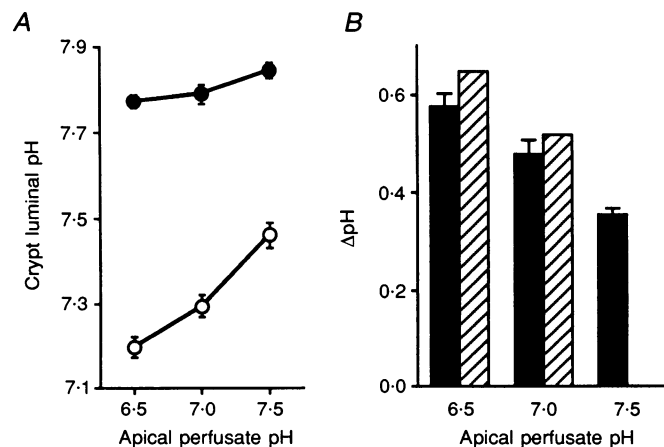 A
7·9
7·7
7·5
7·3
7·1
Crypt luminal pH
6·5 7·0 7·5
Apical perfusate pH
B
0·6
0·4
0·2
0·0
ΔpH
6·5 7·0 7·5
Apical perfusate pH